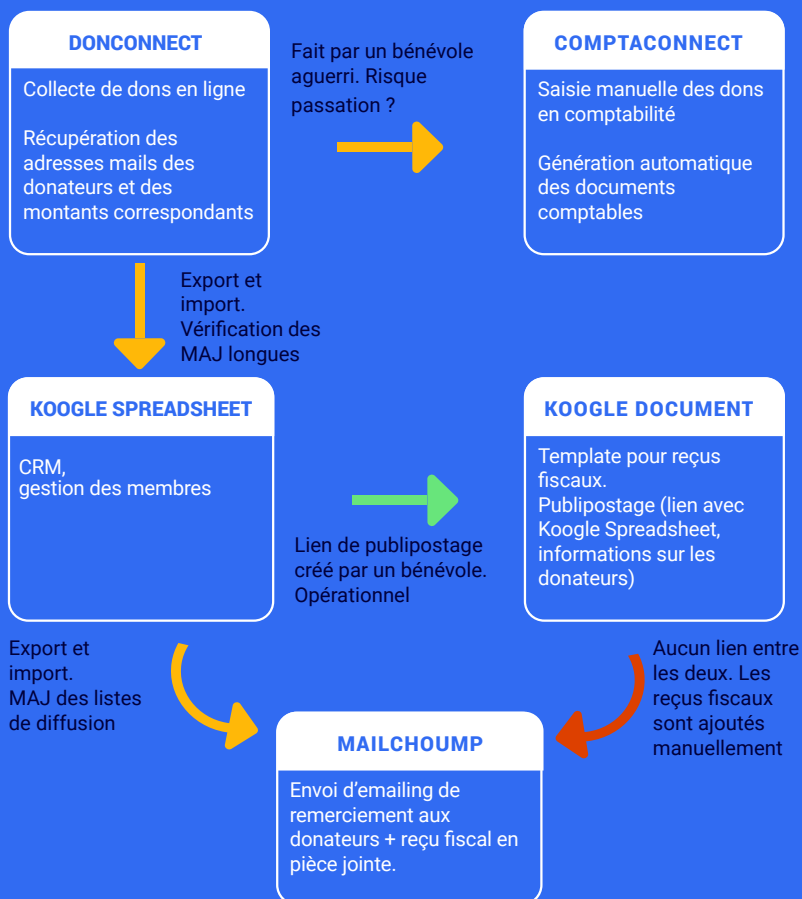 DONCONNECT
Collecte de dons en ligne
Récupération des
adresses mails des
donateurs et des
montants correspondants
Fait par un bénévole
aguerri. Risque
passation ?
COMPTACONNECT
Saisie manuelle des dons
en comptabilité
Génération automatique
des documents
comptables
Export et
import.
Vérification des
MAJ longues
KOOGLE SPREADSHEET
CRM,
gestion des membres
Lien de publipostage
créé par un bénévole.
Opérationnel
KOOGLE DOCUMENT
Template pour reçus
fiscaux.
Publipostage (lien avec
Koogle Spreadsheet,
informations sur les
donateurs)
Export et
import.
MAJ des listes
de diffusion
Aucun lien entre
les deux. Les
reçus fiscaux
sont ajoutés
manuellement
MAILCHOUMP
Envoi d’emailing de
remerciement aux
donateurs + reçu fiscal en
pièce jointe.